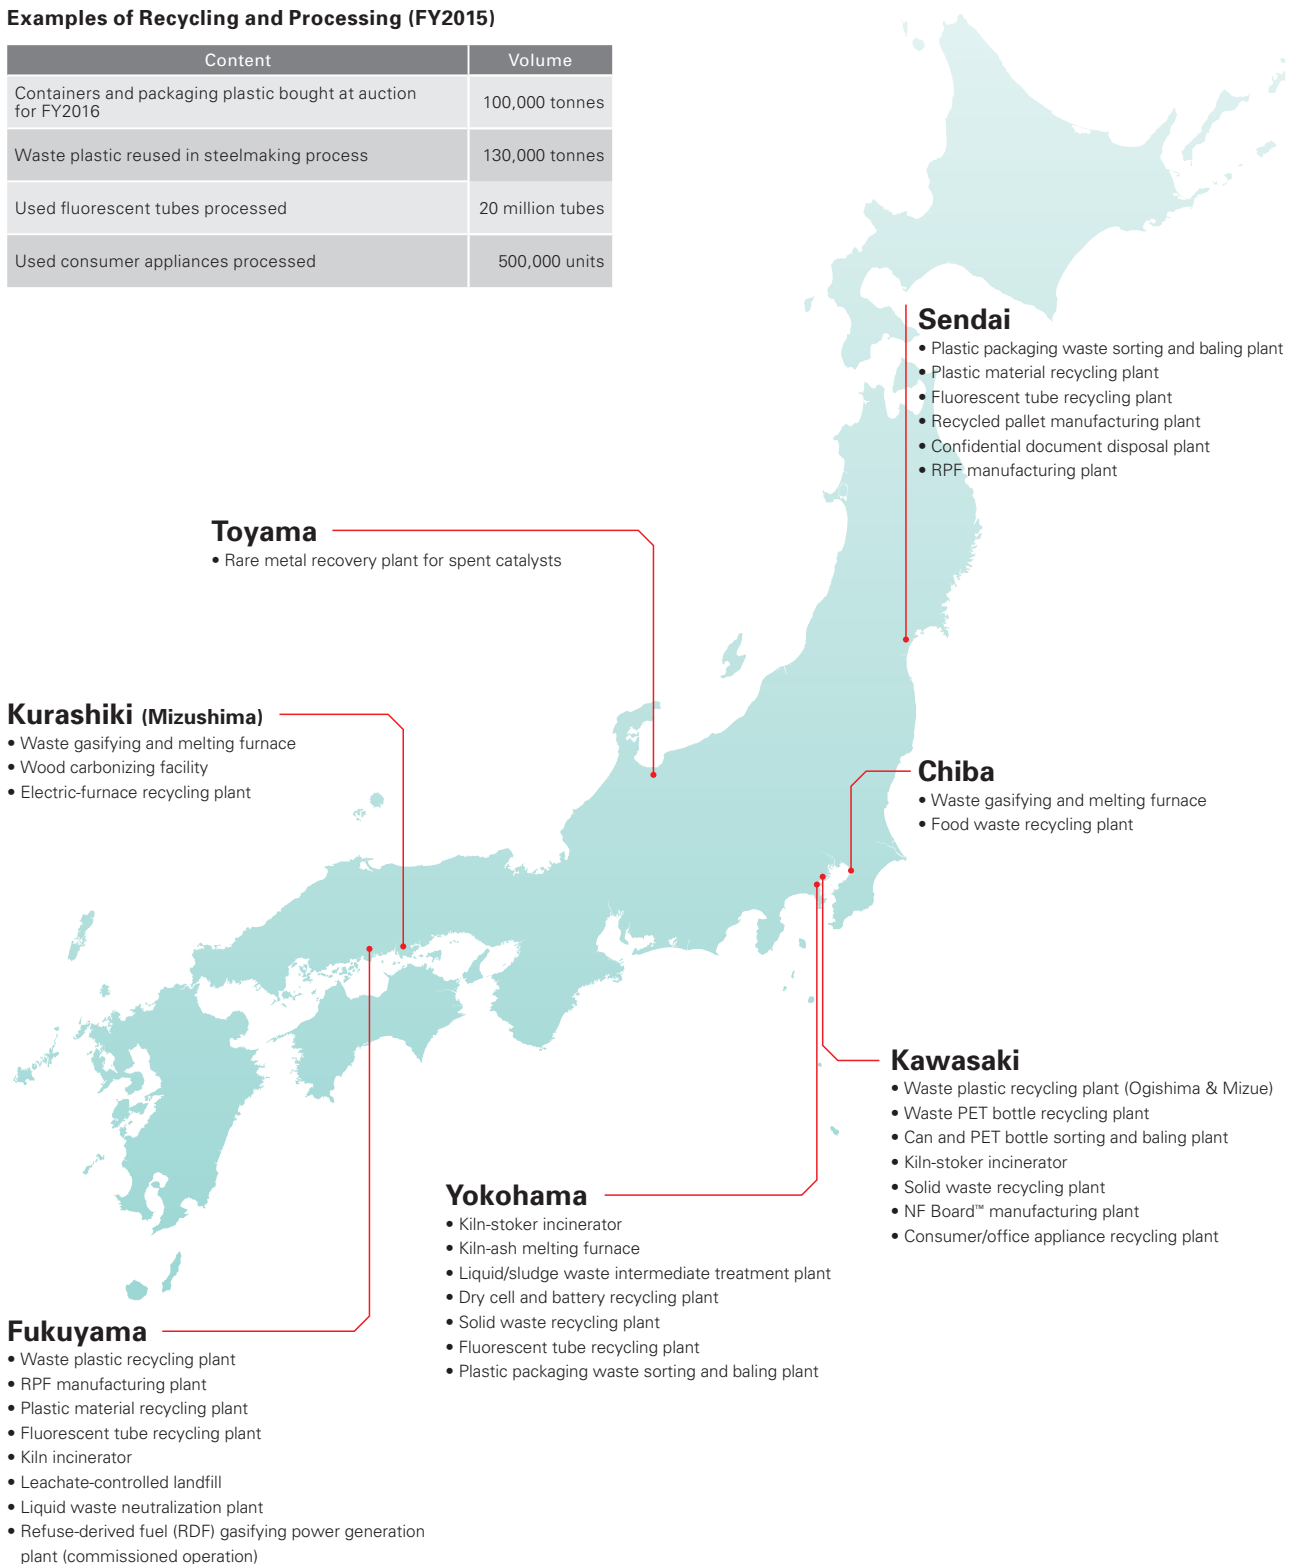 Examples of Recycling and Processing (FY2015)
Content Volume
Containers and packaging plastic bought at auction
for FY2016
100,000 tonnes
Waste plastic reused in steelmaking process 130,000 tonnes
Used fluorescent tubes processed 20 million tubes
Used consumer appliances processed 500,000 units
Sendai
• Plastic packaging waste sorting and baling plant
• Plastic material recycling plant
• Fluorescent tube recycling plant
• Recycled pallet manufacturing plant
• Confidential document disposal plant
• RPF manufacturing plant
Toyama
• Rare metal recovery plant for spent catalysts
Kurashiki (Mizushima)
• Waste gasifying and melting furnace
• Wood carbonizing facility
• Electric-furnace recycling plant
Chiba
• Waste gasifying and melting furnace
• Food waste recycling plant
Kawasaki
• Waste plastic recycling plant (Ogishima & Mizue)
• Waste PET bottle recycling plant
• Can and PET bottle sorting and baling plant
• Kiln-stoker incinerator
• Solid waste recycling plant
• NF Board™ manufacturing plant
• Consumer/office appliance recycling plant
Yokohama
• Kiln-stoker incinerator
• Kiln-ash melting furnace
• Liquid/sludge waste intermediate treatment plant
• Dry cell and battery recycling plant
• Solid waste recycling plant
• Fluorescent tube recycling plant
• Plastic packaging waste sorting and baling plant
Fukuyama
• Waste plastic recycling plant
• RPF manufacturing plant
• Plastic material recycling plant
• Fluorescent tube recycling plant
• Kiln incinerator
• Leachate-controlled landfill
• Liquid waste neutralization plant
• Refuse-derived fuel (RDF) gasifying power generation
plant (commissioned operation)